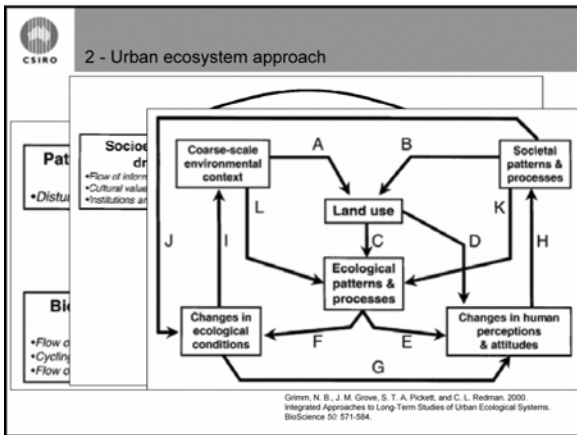 CSIRO
2 - Urban ecosystem approach
Socioe
dr
•Flow of inform
•Cultural value
•Institutions an
Pat
•Distur
Bio
•Flow o
•Cycling
•Flow o
Coarse-scale
environmental
context
A
B
Societal
patterns &
processes
Land use
L
K
J
I
C
D
H
Ecological
patterns &
processes
Changes in
ecological
conditions
F
E
Changes in human
perceptions
& attitudes
G
Grimm, N. B., J. M. Grove, S. T. A. Pickett, and C. L. Redman. 2000.
Integrated Approaches to Long-Term Studies of Urban Ecological Systems.
BioScience 50: 571-584.